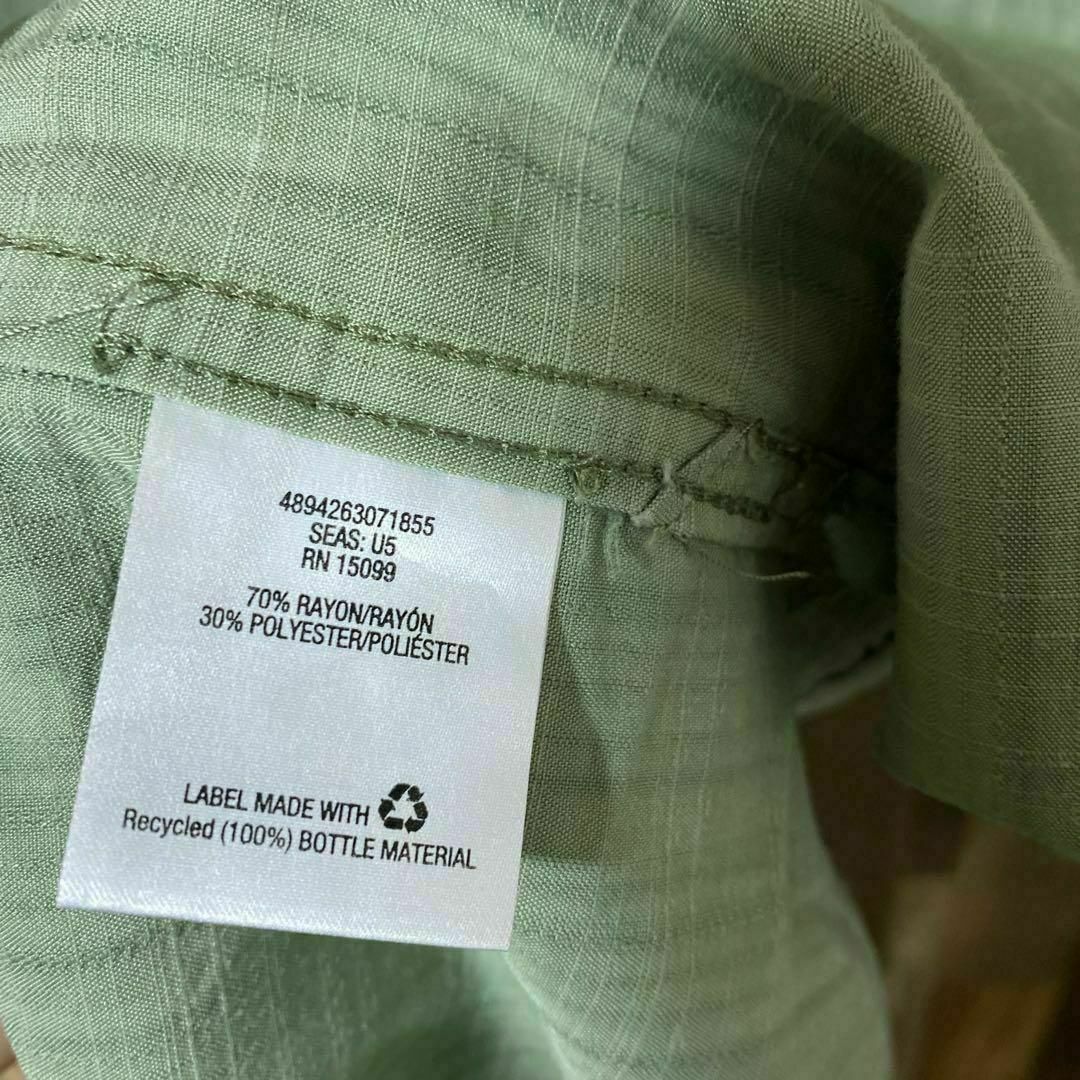 4894263071855
SEAS: U5
RN 15099
70% RAYON/RAYÓN
30% POLYESTER/POLIÉSTER
LABEL MADE WITH
Recycled (100%) BOTTLE MATERIAL